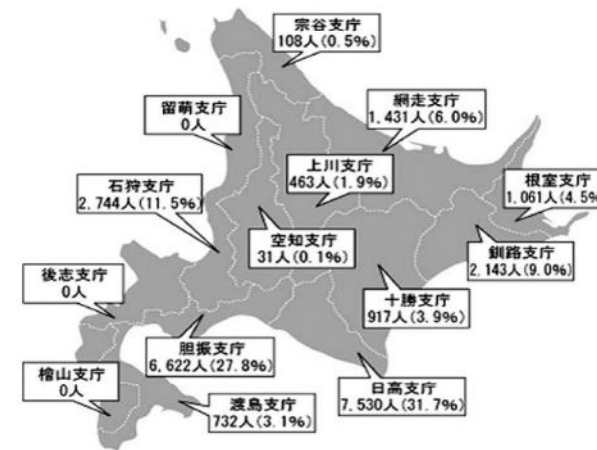 宗谷支庁
108人(0.5%)
留萌支庁
0人
網走支庁
1,431人(6.0%)
上川支庁
463人(1.9%)
石狩支庁
2,744人(11.5%)
根室支庁
1,061人(4.5%
空知支庁
31人(0.1%)
釧路支庁
2,143人(9.0%)
後志支庁
0人
十勝支庁
917人(3.9%)
胆振支庁
6,622人(27.8%)
檜山支庁
0人
日高支庁
7,530人(31.7%)
渡島支庁
732人(3.1%)